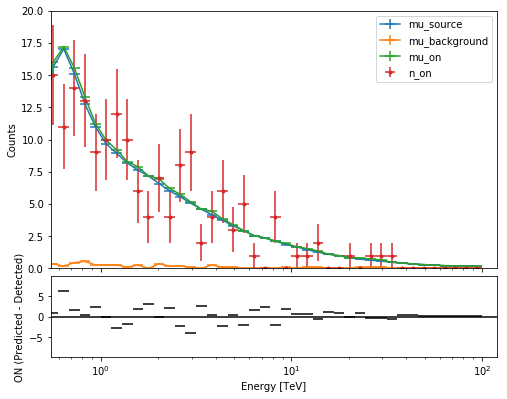 20.0
17.5
15.0
12.5
10.0
7.5
5.0
2.5
0.0
Counts
mu_source
mu_background
mu_on
n_on
5
0
−5
ON (Predicted - Detected)
10⁰
10¹
10²
Energy [TeV]